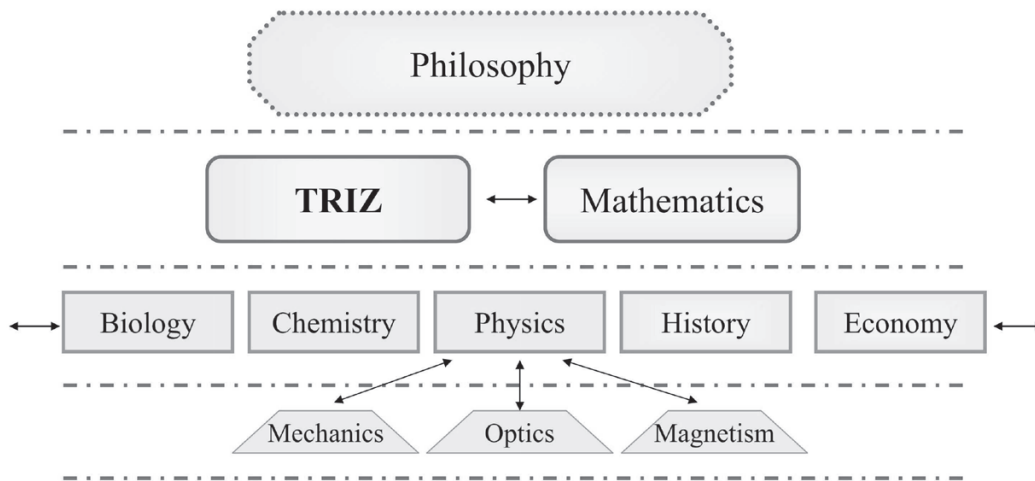 Philosophy
TRIZ
Mathematics
Biology
Chemistry
Physics
History
Economy
Mechanics
Optics
Magnetism